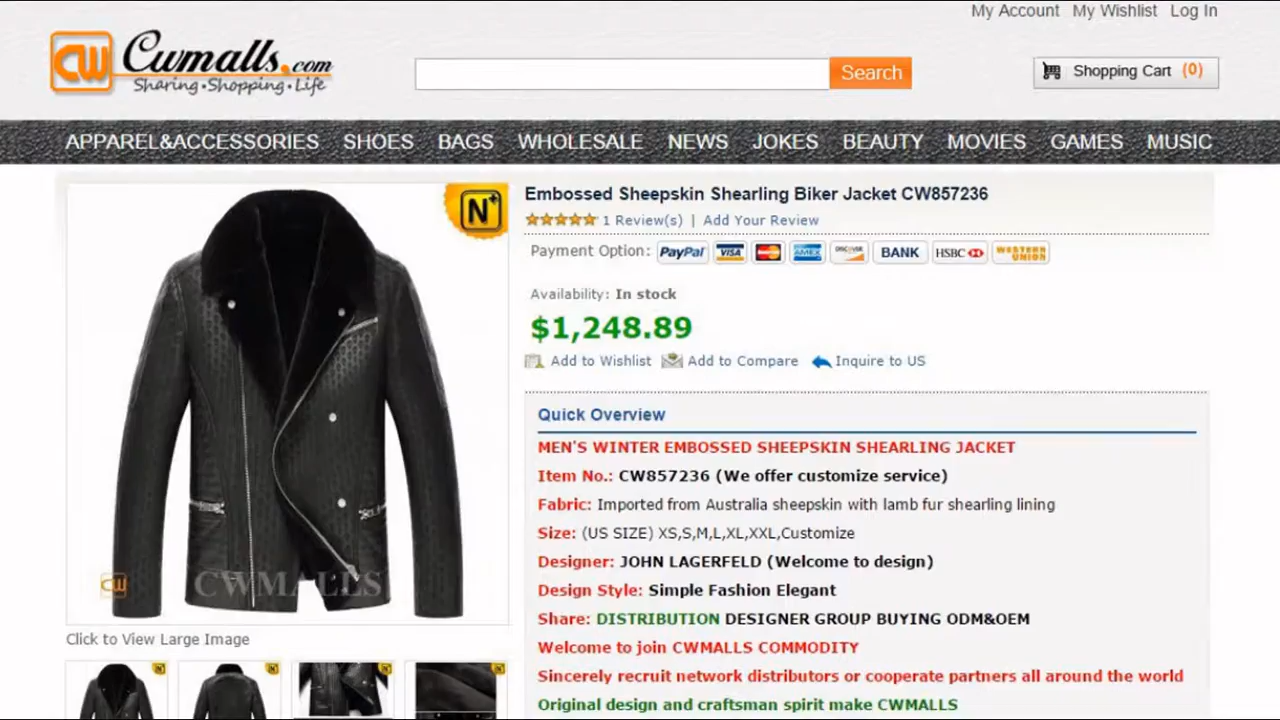 My Account My Wishlist Log In
CW Cwmalls.com
Sharing•Shopping•Life
Search
Shopping Cart (0)
APPAREL&ACCESSORIES SHOES BAGS WHOLESALE NEWS JOKES BEAUTY MOVIES GAMES MUSIC
N+
Embossed Sheepskin Shearling Biker Jacket CW857236
1 Review(s) | Add Your Review
Payment Option: PayPal VISA MasterCard AMEX DISCOVER BANK HSBC WESTERN UNION
Availability: In stock
$1,248.89
Add to Wishlist Add to Compare Inquire to US
Quick Overview
MEN'S WINTER EMBOSSED SHEEPSKIN SHEARLING JACKET
Item No.: CW857236 (We offer customize service)
Fabric: Imported from Australia sheepskin with lamb fur shearling lining
Size: (US SIZE) XS,S,M,L,XL,XXL,Customize
Designer: JOHN LAGERFELD (Welcome to design)
Design Style: Simple Fashion Elegant
Share: DISTRIBUTION DESIGNER GROUP BUYING ODM&OEM
Welcome to join CWMALLS COMMODITY
Sincerely recruit network distributors or cooperate partners all around the world
Original design and craftsman spirit make CWMALLS
CW CWMALLS
Click to View Large Image